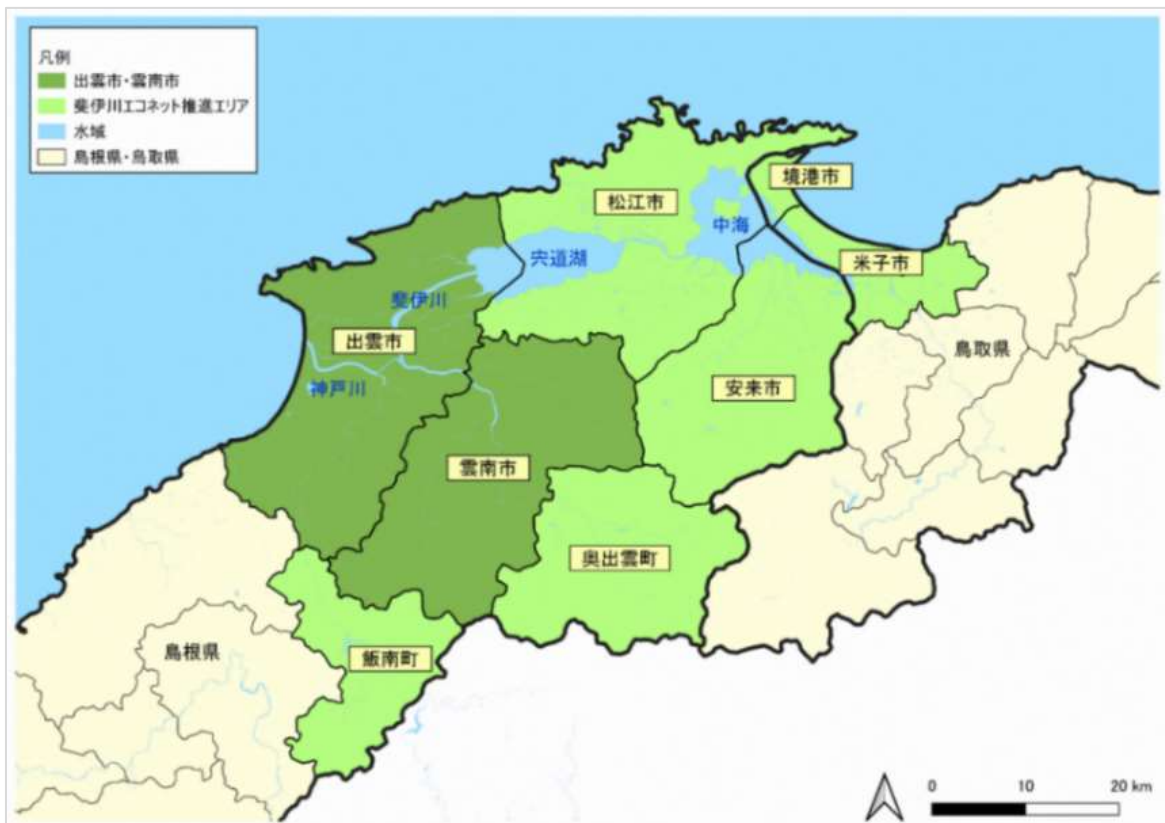 凡例
出雲市・雲南市
斐伊川エコネット推進エリア
水域
島根県・鳥取県
境港市
松江市
中海
宍道湖
米子市
斐伊川
出雲市
鳥取県
神戸川
安来市
雲南市
奥出雲町
島根県
飯南町
0 10 20 km